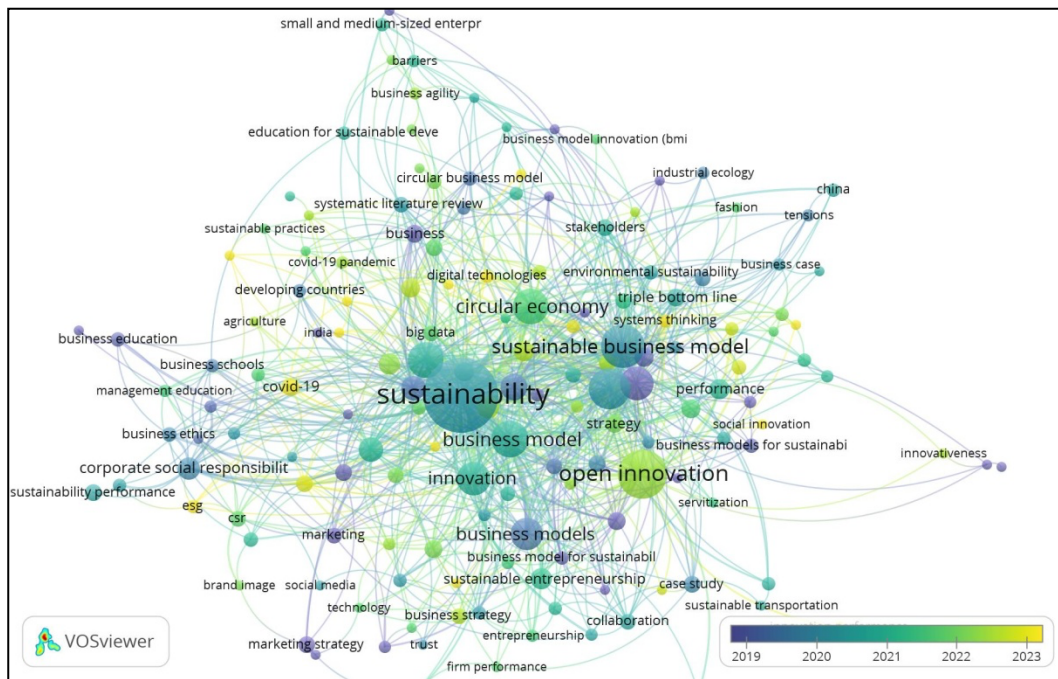 small and medium-sized enterpr
barriers
business agility
education for sustainable deve
business model innovation (bmi
circular business model
industrial ecology
china
systematic literature review
fashion
tensions
sustainable practices
business
stakeholders
covid-19 pandemic
digital technologies
environmental sustainability
business case
developing countries
circular economy
triple bottom line
agriculture
india
big data
systems thinking
business education
sustainable business model
business schools
management education
covid-19
sustainability
performance
strategy
social innovation
business ethics
business model
business models for sustainabi
innovativeness
corporate social responsibilit
innovation
open innovation
sustainability performance
esg
servitization
csr
marketing
business models
business model for sustainabil
brand image
social media
sustainable entrepreneurship
case study
technology
business strategy
sustainable transportation
collaboration
marketing strategy
trust
entrepreneurship
firm performance
VOSviewer
2019 2020 2021 2022 2023